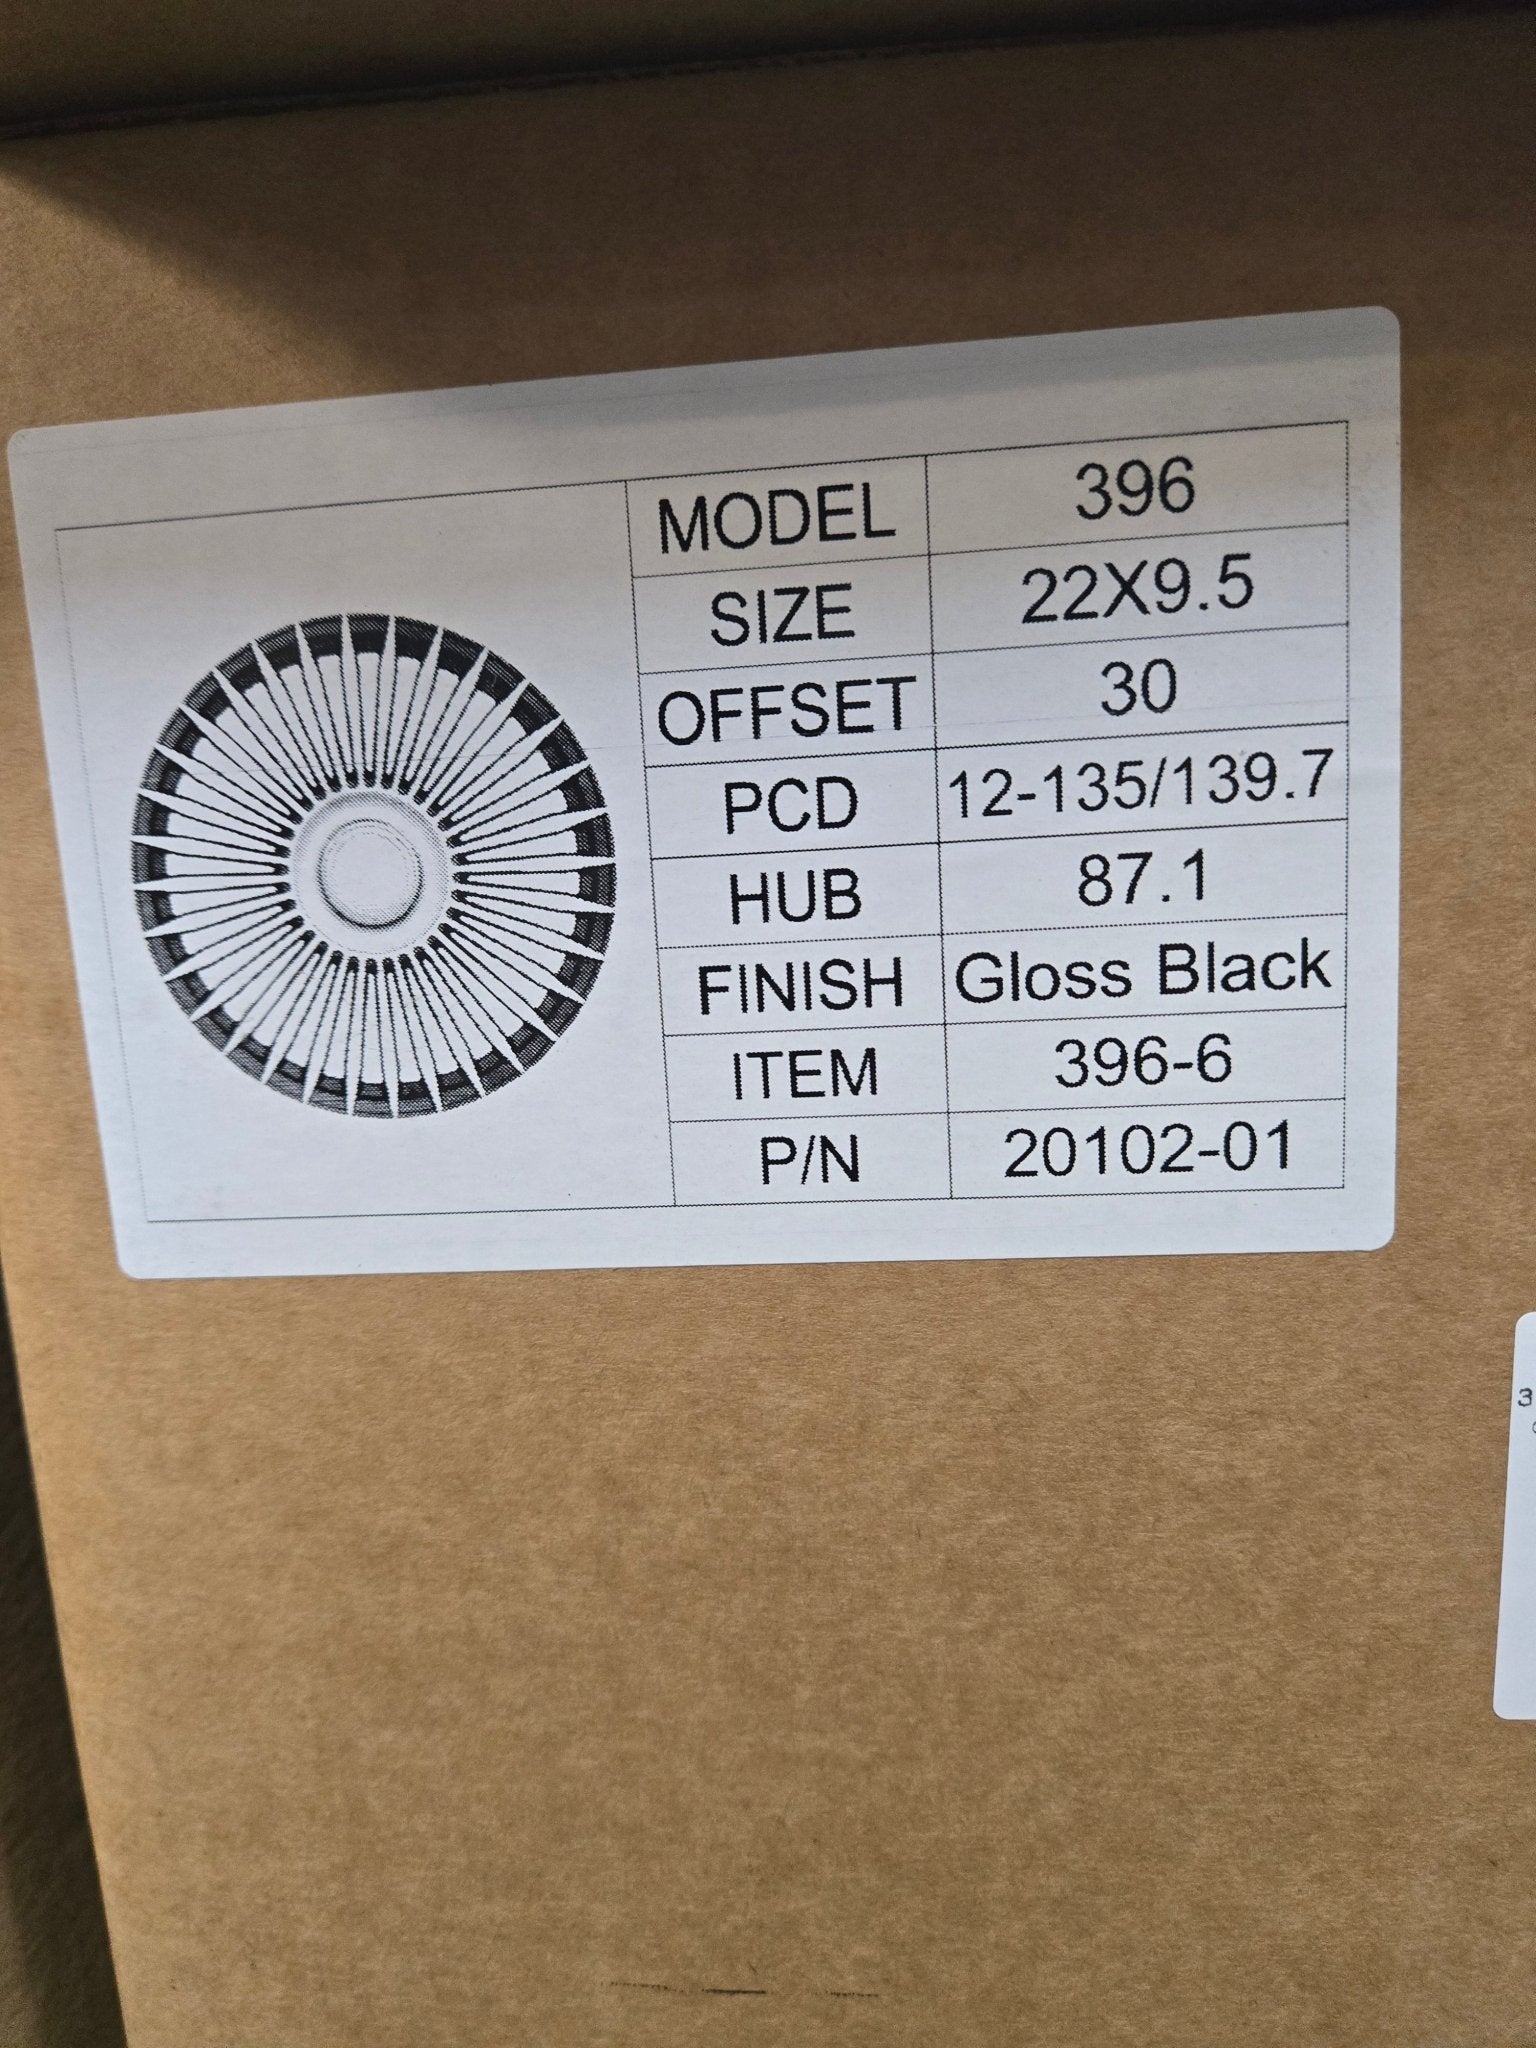 MODEL 396
SIZE 22X9.5
OFFSET 30
PCD 12-135/139.7
HUB 87.1
FINISH Gloss Black
ITEM 396-6
P/N 20102-01
3